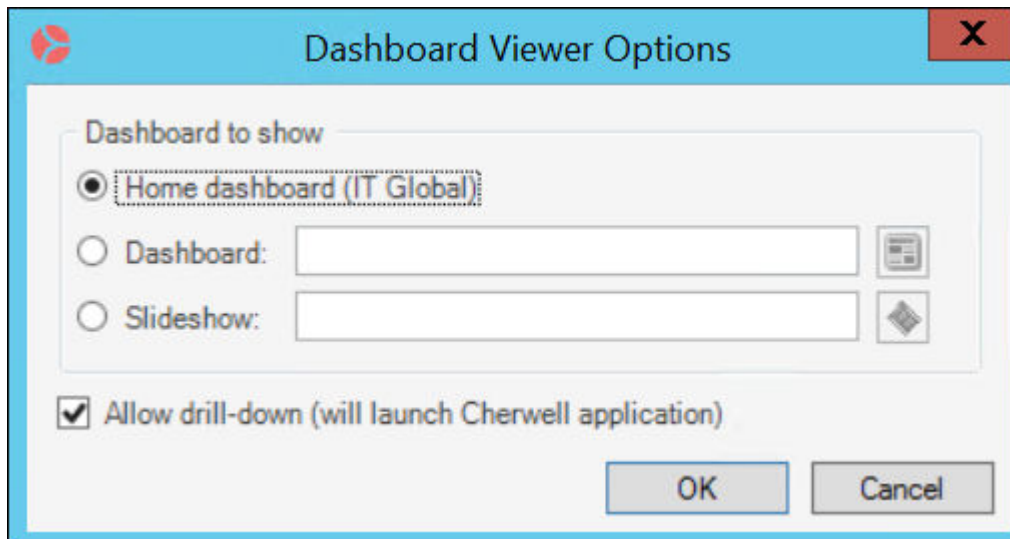 Dashboard Viewer Options
X
Dashboard to show
Home dashboard (IT Global)
Dashboard:
Slideshow:
Allow drill-down (will launch Cherwell application)
OK Cancel